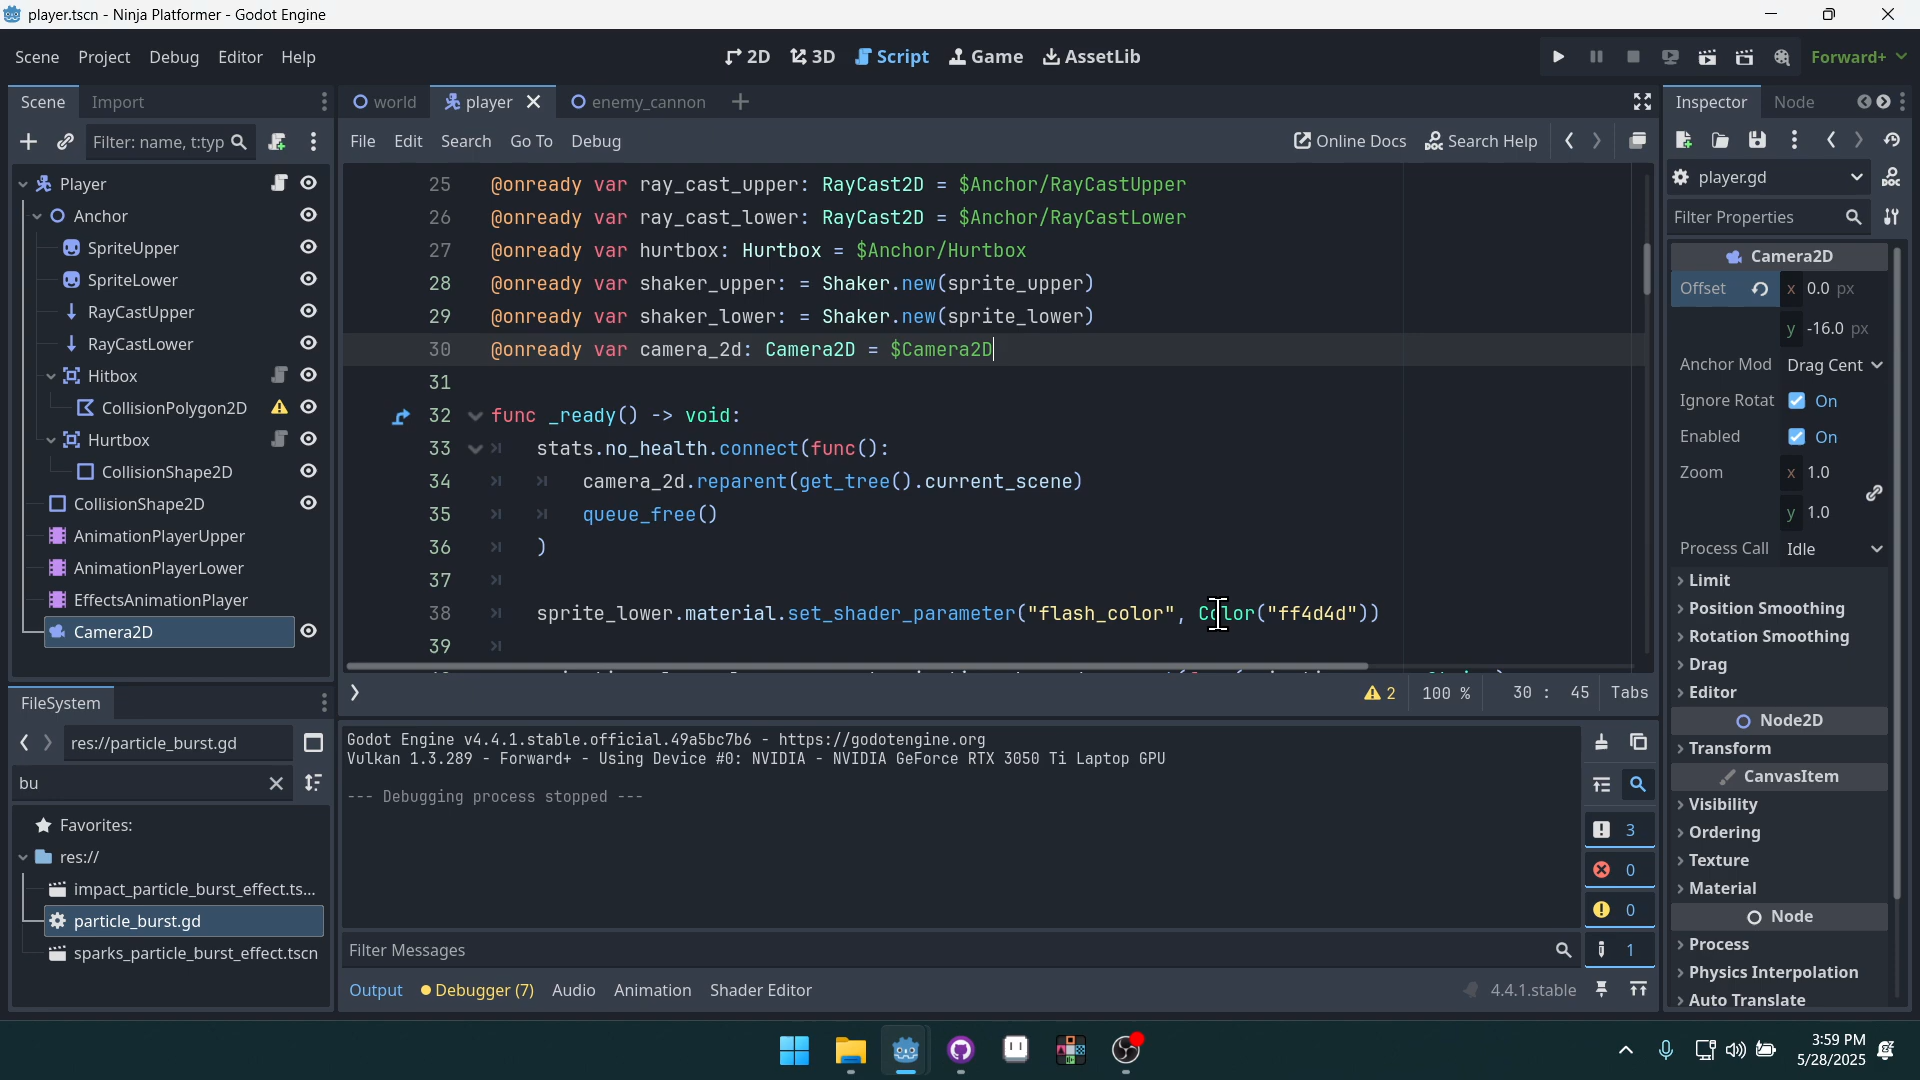 player.tscn - Ninja Platformer - Godot Engine
Scene Project Debug Editor Help
2D 3D Script Game AssetLib
Forward+
Scene Import
world player enemy_cannon
Inspector Node
Filter: name, t:typ
File Edit Search Go To Debug
Online Docs Search Help
player.gd
Filter Properties
Player
Anchor
SpriteUpper
SpriteLower
RayCastUpper
RayCastLower
Hitbox
CollisionPolygon2D
Hurtbox
CollisionShape2D
CollisionShape2D
AnimationPlayerUpper
AnimationPlayerLower
EffectsAnimationPlayer
Camera2D
25 @onready var ray_cast_upper: RayCast2D = $Anchor/RayCastUpper
26 @onready var ray_cast_lower: RayCast2D = $Anchor/RayCastLower
27 @onready var hurtbox: Hurtbox = $Anchor/Hurtbox
28 @onready var shaker_upper: = Shaker.new(sprite_upper)
29 @onready var shaker_lower: = Shaker.new(sprite_lower)
30 @onready var camera_2d: Camera2D = $Camera2D
31
32 func _ready() -> void:
33 stats.no_health.connect(func():
34 camera_2d.reparent(get_tree().current_scene)
35 queue_free()
36 )
37
38 sprite_lower.material.set_shader_parameter("flash_color", Color("ff4d4d"))
39
2 100 % 30 : 45 Tabs
Camera2D
Offset x 0.0 px
y -16.0 px
Anchor Mod Drag Cent
Ignore Rotat On
Enabled On
Zoom x 1.0
y 1.0
Process Call Idle
Limit
Position Smoothing
Rotation Smoothing
Drag
Editor
Node2D
Transform
CanvasItem
Visibility
Ordering
Texture
Material
Node
Process
Physics Interpolation
Auto Translate
FileSystem
res://particle_burst.gd
bu
Favorites:
res://
impact_particle_burst_effect.ts...
particle_burst.gd
sparks_particle_burst_effect.tscn
Godot Engine v4.4.1.stable.official.49a5bc7b6 - https://godotengine.org
Vulkan 1.3.289 - Forward+ - Using Device #0: NVIDIA - NVIDIA GeForce RTX 3050 Ti Laptop GPU
--- Debugging process stopped ---
3
0
0
1
Filter Messages
Output Debugger (7) Audio Animation Shader Editor
4.4.1.stable
3:59 PM
5/28/2025